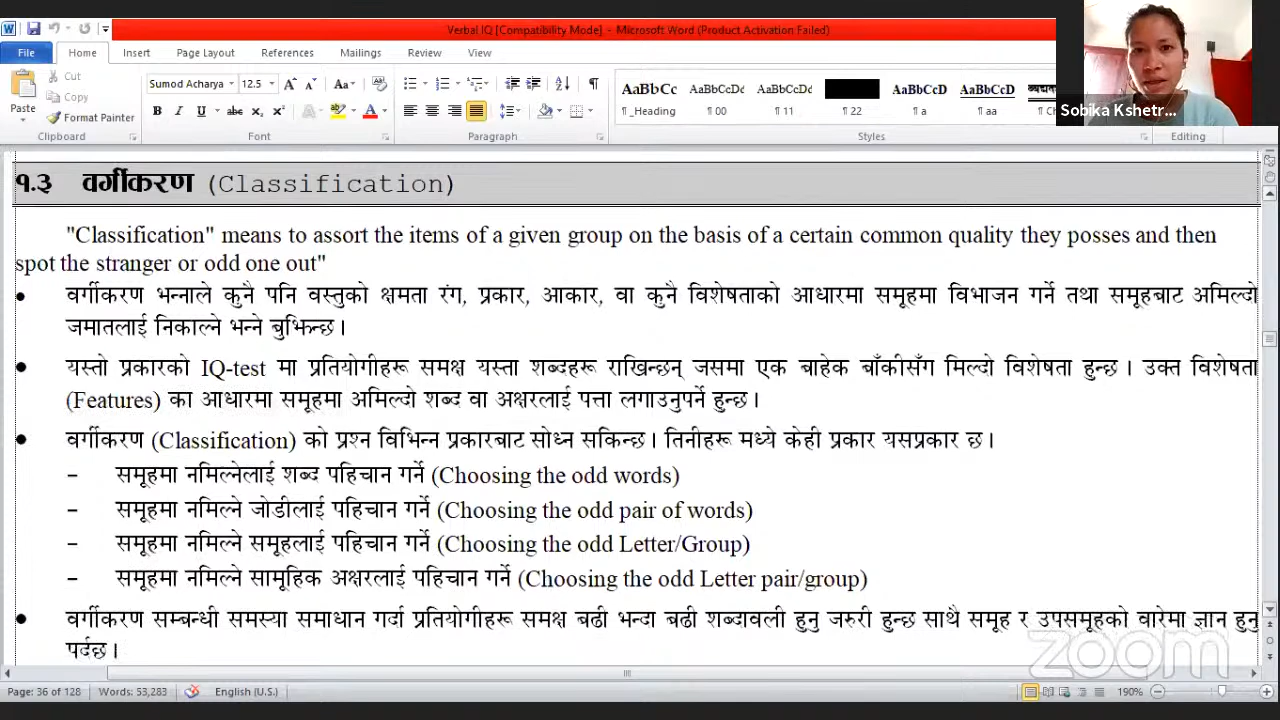 Verbal IQ [Compatibility Mode] - Microsoft Word (Product Activation Failed)
File Home Insert Page Layout References Mailings Review View
Cut
Copy
Format Painter
Paste
Sumod Acharya 12.5
AaBbCc AaBbCcDc AaBbCcDc AaBbCcD AaBbCcD
¶ _Heading ¶ 00 ¶ 11 ¶ 22 ¶ a ¶ aa
Clipboard Font Paragraph Styles Editing
Sobika Kshetr...
१.३ वर्गीकरण (Classification)
"Classification" means to assort the items of a given group on the basis of a certain common quality they posses and then
spot the stranger or odd one out"
• वर्गीकरण भन्नाले कुनै पनि वस्तुको क्षमता रंग, प्रकार, आकार, वा कुनै विशेषताको आधारमा समूहमा विभाजन गर्ने तथा समूहबाट अमिल्दो
जमातलाई निकाल्ने भन्ने बुझिन्छ ।
• यस्तो प्रकारको IQ-test मा प्रतियोगीहरू समक्ष यस्ता शब्दहरू राखिन्छन् जसमा एक बाहेक बाँकीसँग मिल्दो विशेषता हुन्छ । उक्त विशेषता
(Features) का आधारमा समूहमा अमिल्दो शब्द वा अक्षरलाई पत्ता लगाउनुपर्ने हुन्छ ।
• वर्गीकरण (Classification) को प्रश्न विभिन्न प्रकारबाट सोध्न सकिन्छ । तिनीहरू मध्ये केही प्रकार यसप्रकार छ ।
- समूहमा नमिल्नेलाई शब्द पहिचान गर्ने (Choosing the odd words)
- समूहमा नमिल्ने जोडीलाई पहिचान गर्ने (Choosing the odd pair of words)
- समूहमा नमिल्ने समूहलाई पहिचान गर्ने (Choosing the odd Letter/Group)
- समूहमा नमिल्ने सामूहिक अक्षरलाई पहिचान गर्ने (Choosing the odd Letter pair/group)
• वर्गीकरण सम्बन्धी समस्या समाधान गर्दा प्रतियोगीहरू समक्ष बढी भन्दा बढी शब्दावली हुनु जरुरी हुन्छ साथै समूह र उपसमूहको वारेमा ज्ञान हुनु
पर्दछ ।
zoom
Page: 36 of 128 Words: 53,283 English (U.S.) 190%